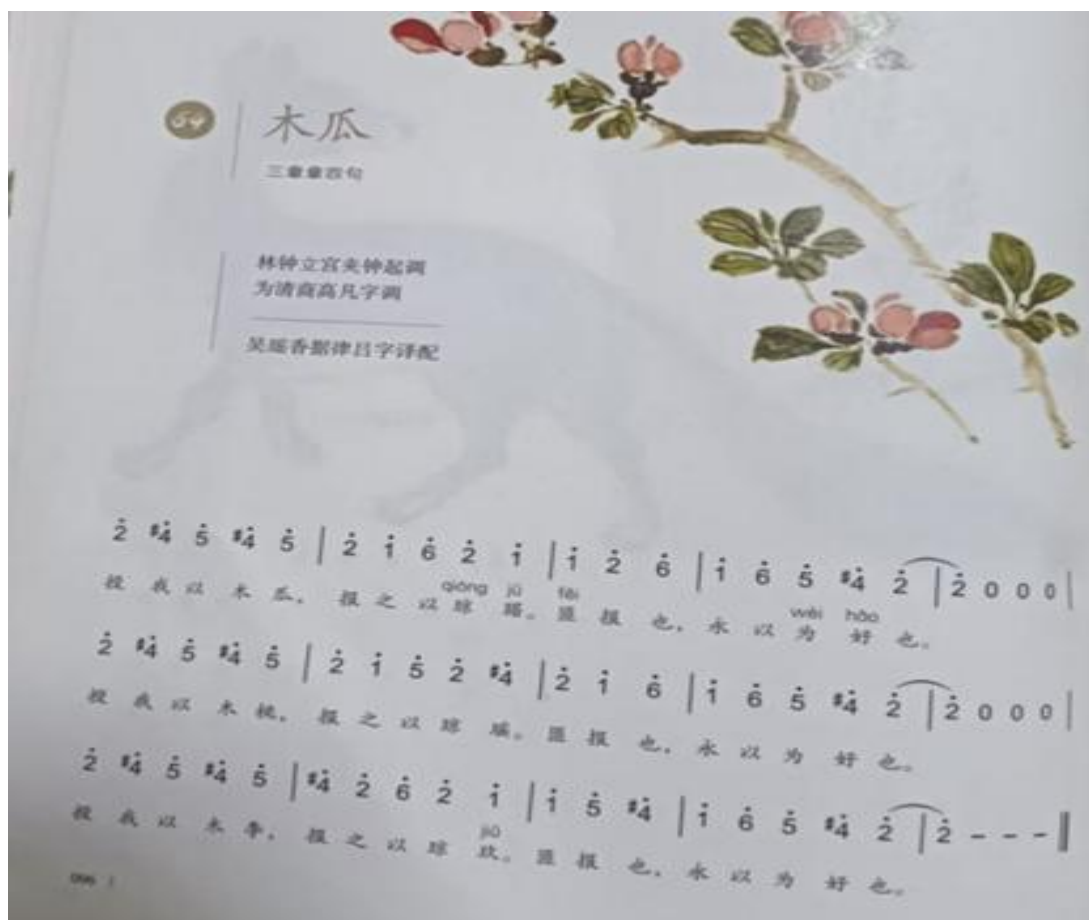 54
木瓜
三章章四句
林钟立宫夹钟起调
为清商高凡字调
吴瑶香据律吕字译配
2̇ #4̇ 5̇ #4̇ 5̇ | 2̇ 1̇ 6̇ 2̇ 1̇ | 1̇ 2̇ 6̇ | 1̇ 6̇ 5̇ #4̇ 2̇ | 2̇ 0 0 0 |
qióng jū fěi wéi hǎo
投我以木瓜，报之以琼琚。匪报也，永以为好也。
2̇ #4̇ 5̇ #4̇ 5̇ | 2̇ 1̇ 5̇ 2̇ #4̇ | 2̇ 1̇ 6̇ | 1̇ 6̇ 5̇ #4̇ 2̇ | 2̇ 0 0 0 |
投我以木桃，报之以琼瑶。匪报也，永以为好也。
2̇ #4̇ 5̇ #4̇ 5̇ | #4̇ 2̇ 6̇ 2̇ 1̇ | 1̇ 5̇ #4̇ | 1̇ 6̇ 5̇ #4̇ 2̇ | 2̇ - - -
jiǔ
投我以木李，报之以琼玖。匪报也，永以为好也。